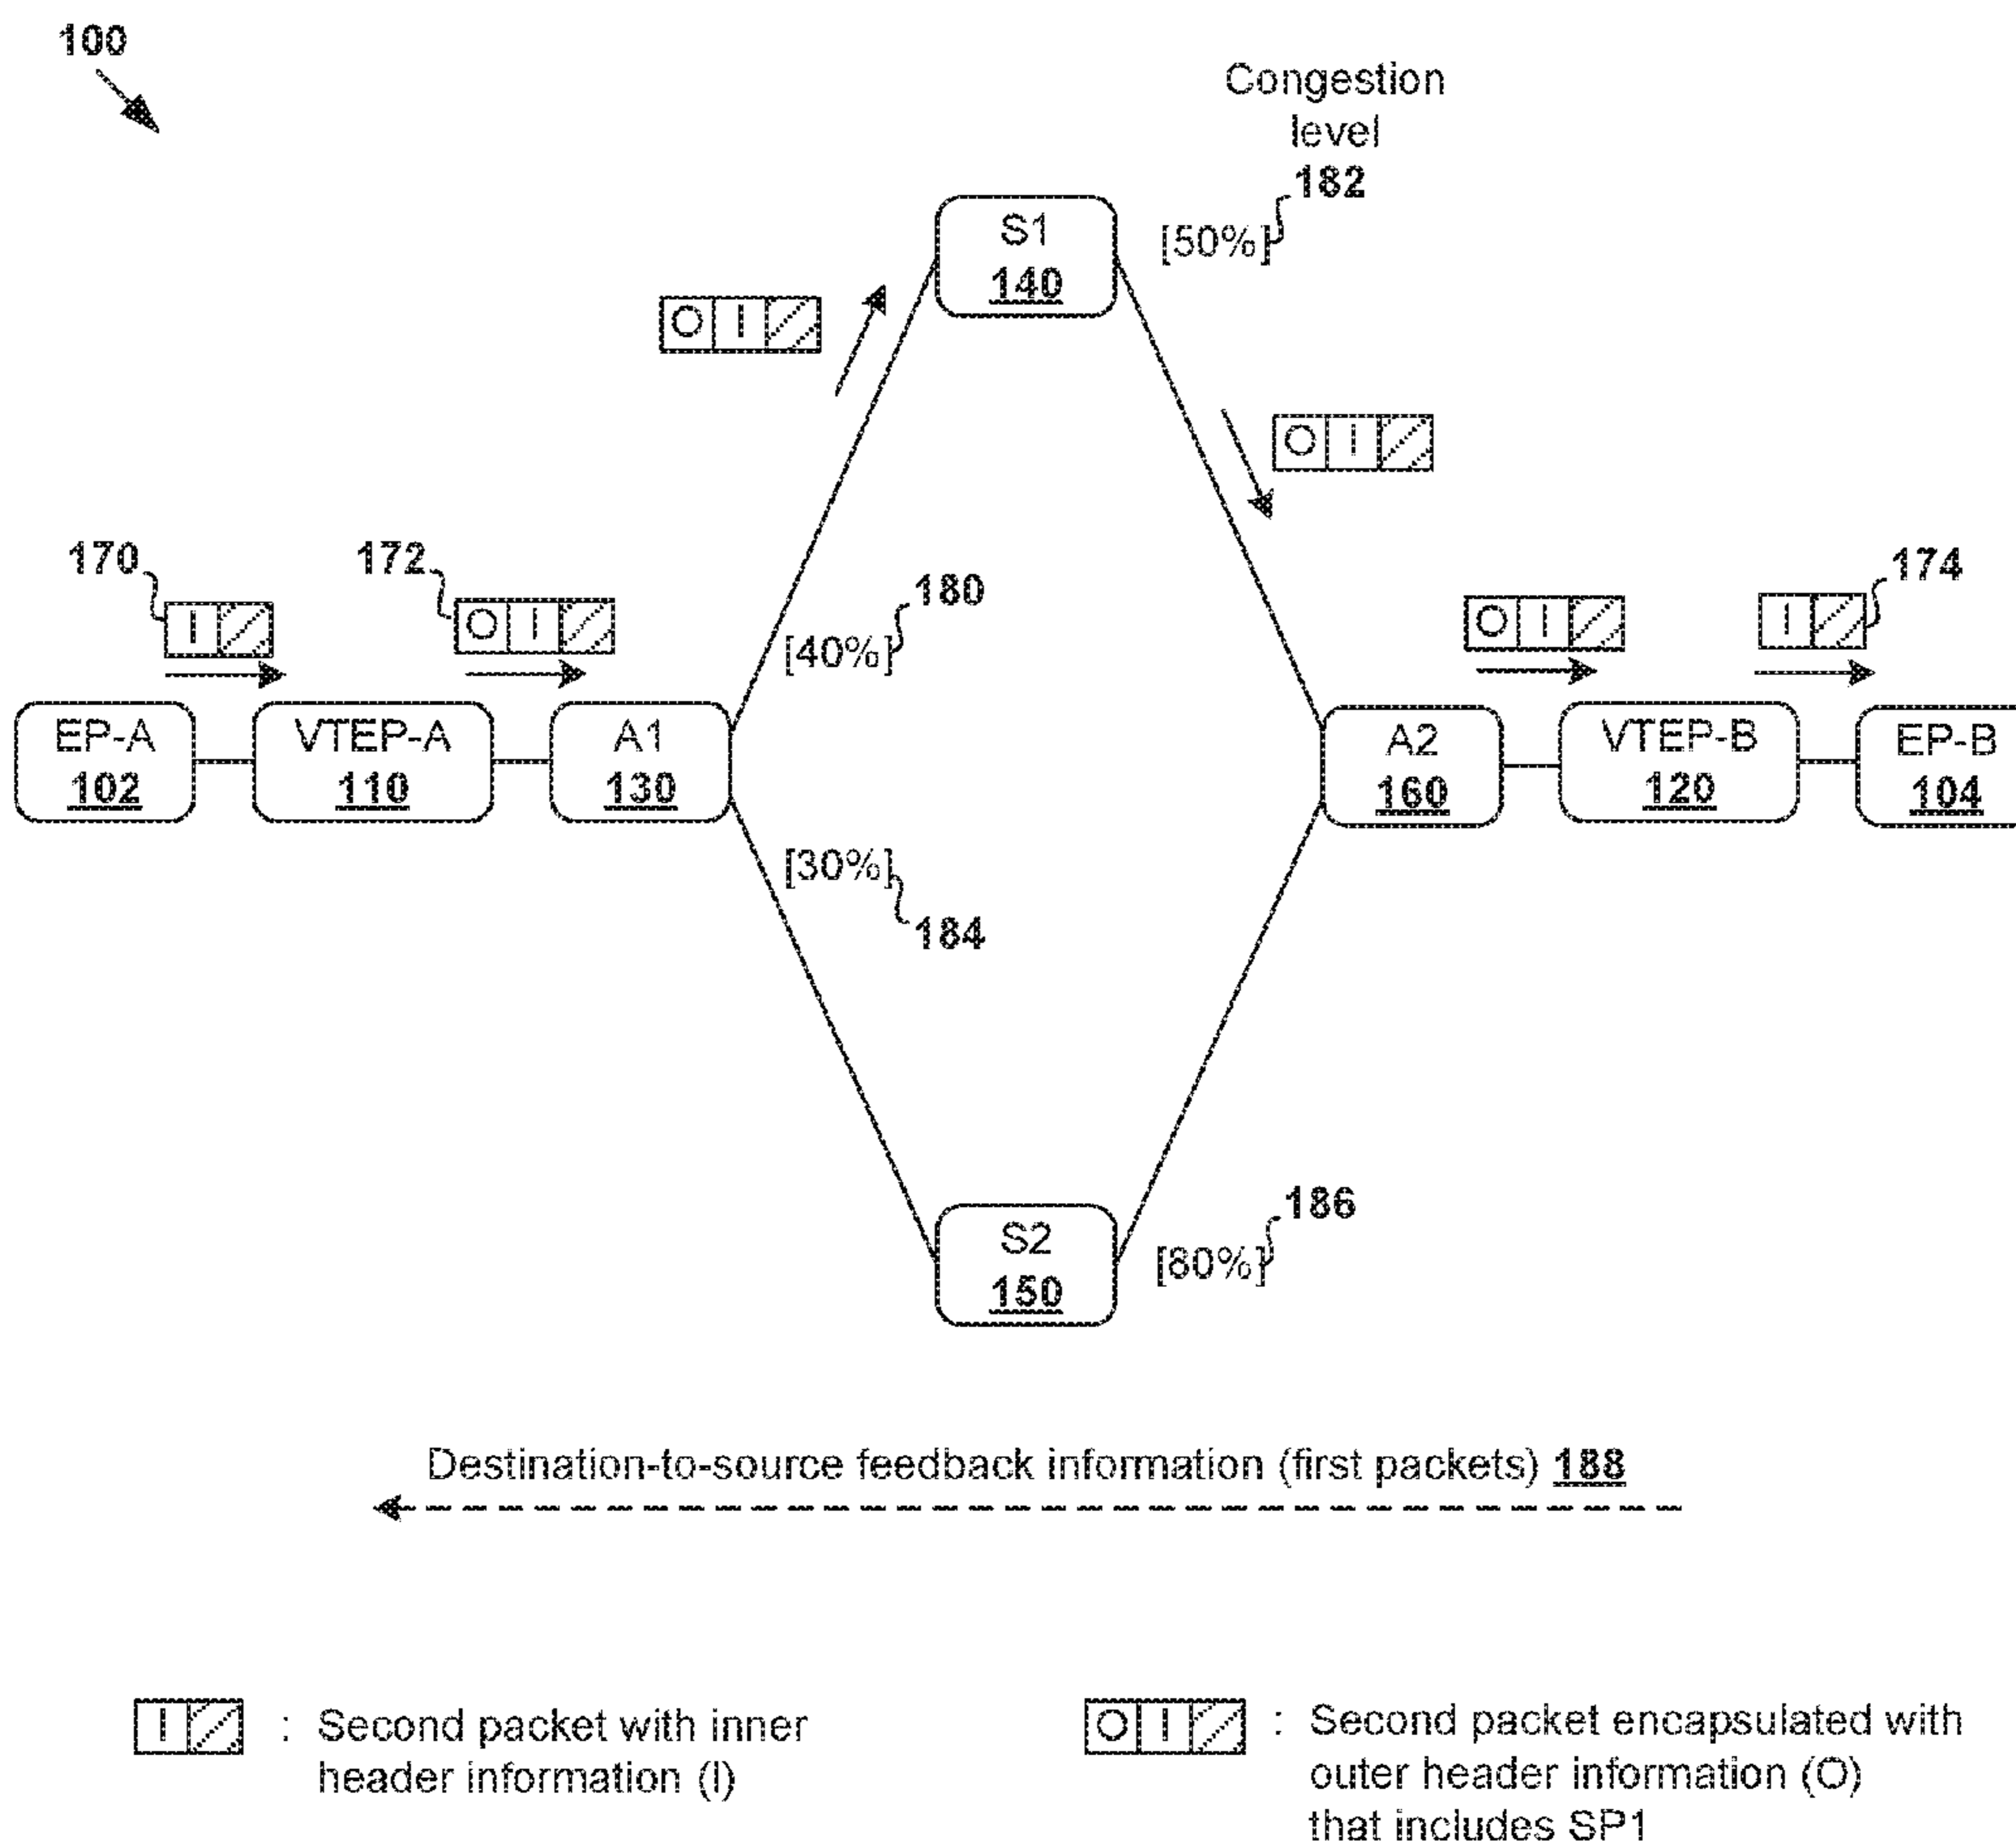 100
Congestion
level
182
S1
140
[50%]
O I
O I
170
172
180
174
I
O I
[40%]
O I
I
EP-A
102
VTEP-A
110
A1
130
A2
160
VTEP-B
120
EP-B
104
[30%]
184
186
S2
150
[80%]
Destination-to-source feedback information (first packets) 188
I : Second packet with inner
header information (I)
O I : Second packet encapsulated with
outer header information (O)
that includes SP1